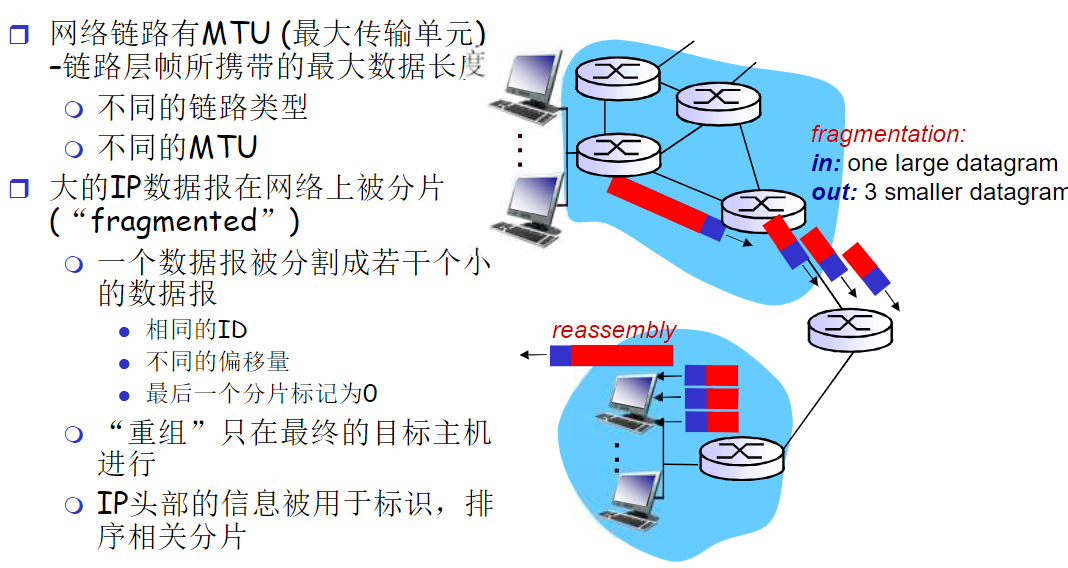 网络链路有MTU (最大传输单元)
–链路层帧所携带的最大数据长度
不同的链路类型
不同的MTU
大的IP数据报在网络上被分片
(“fragmented”)
一个数据报被分割成若干个小
的数据报
相同的ID
不同的偏移量
最后一个分片标记为0
“重组”只在最终的目标主机
进行
IP头部的信息被用于标识，排
序相关分片
fragmentation:
in: one large datagram
out: 3 smaller datagram
reassembly